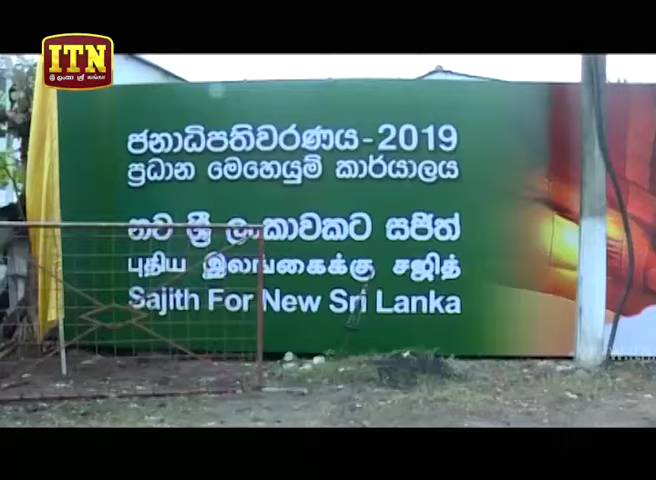 ITN
ජනාධිපතිවරණය - 2019
ප්‍රධාන මෙහෙයුම් කාර්යාලය
නව ශ්‍රී ලංකාවකට සජිත්
புதிய இலங்கைக்கு சஜித்
Sajith For New Sri Lanka